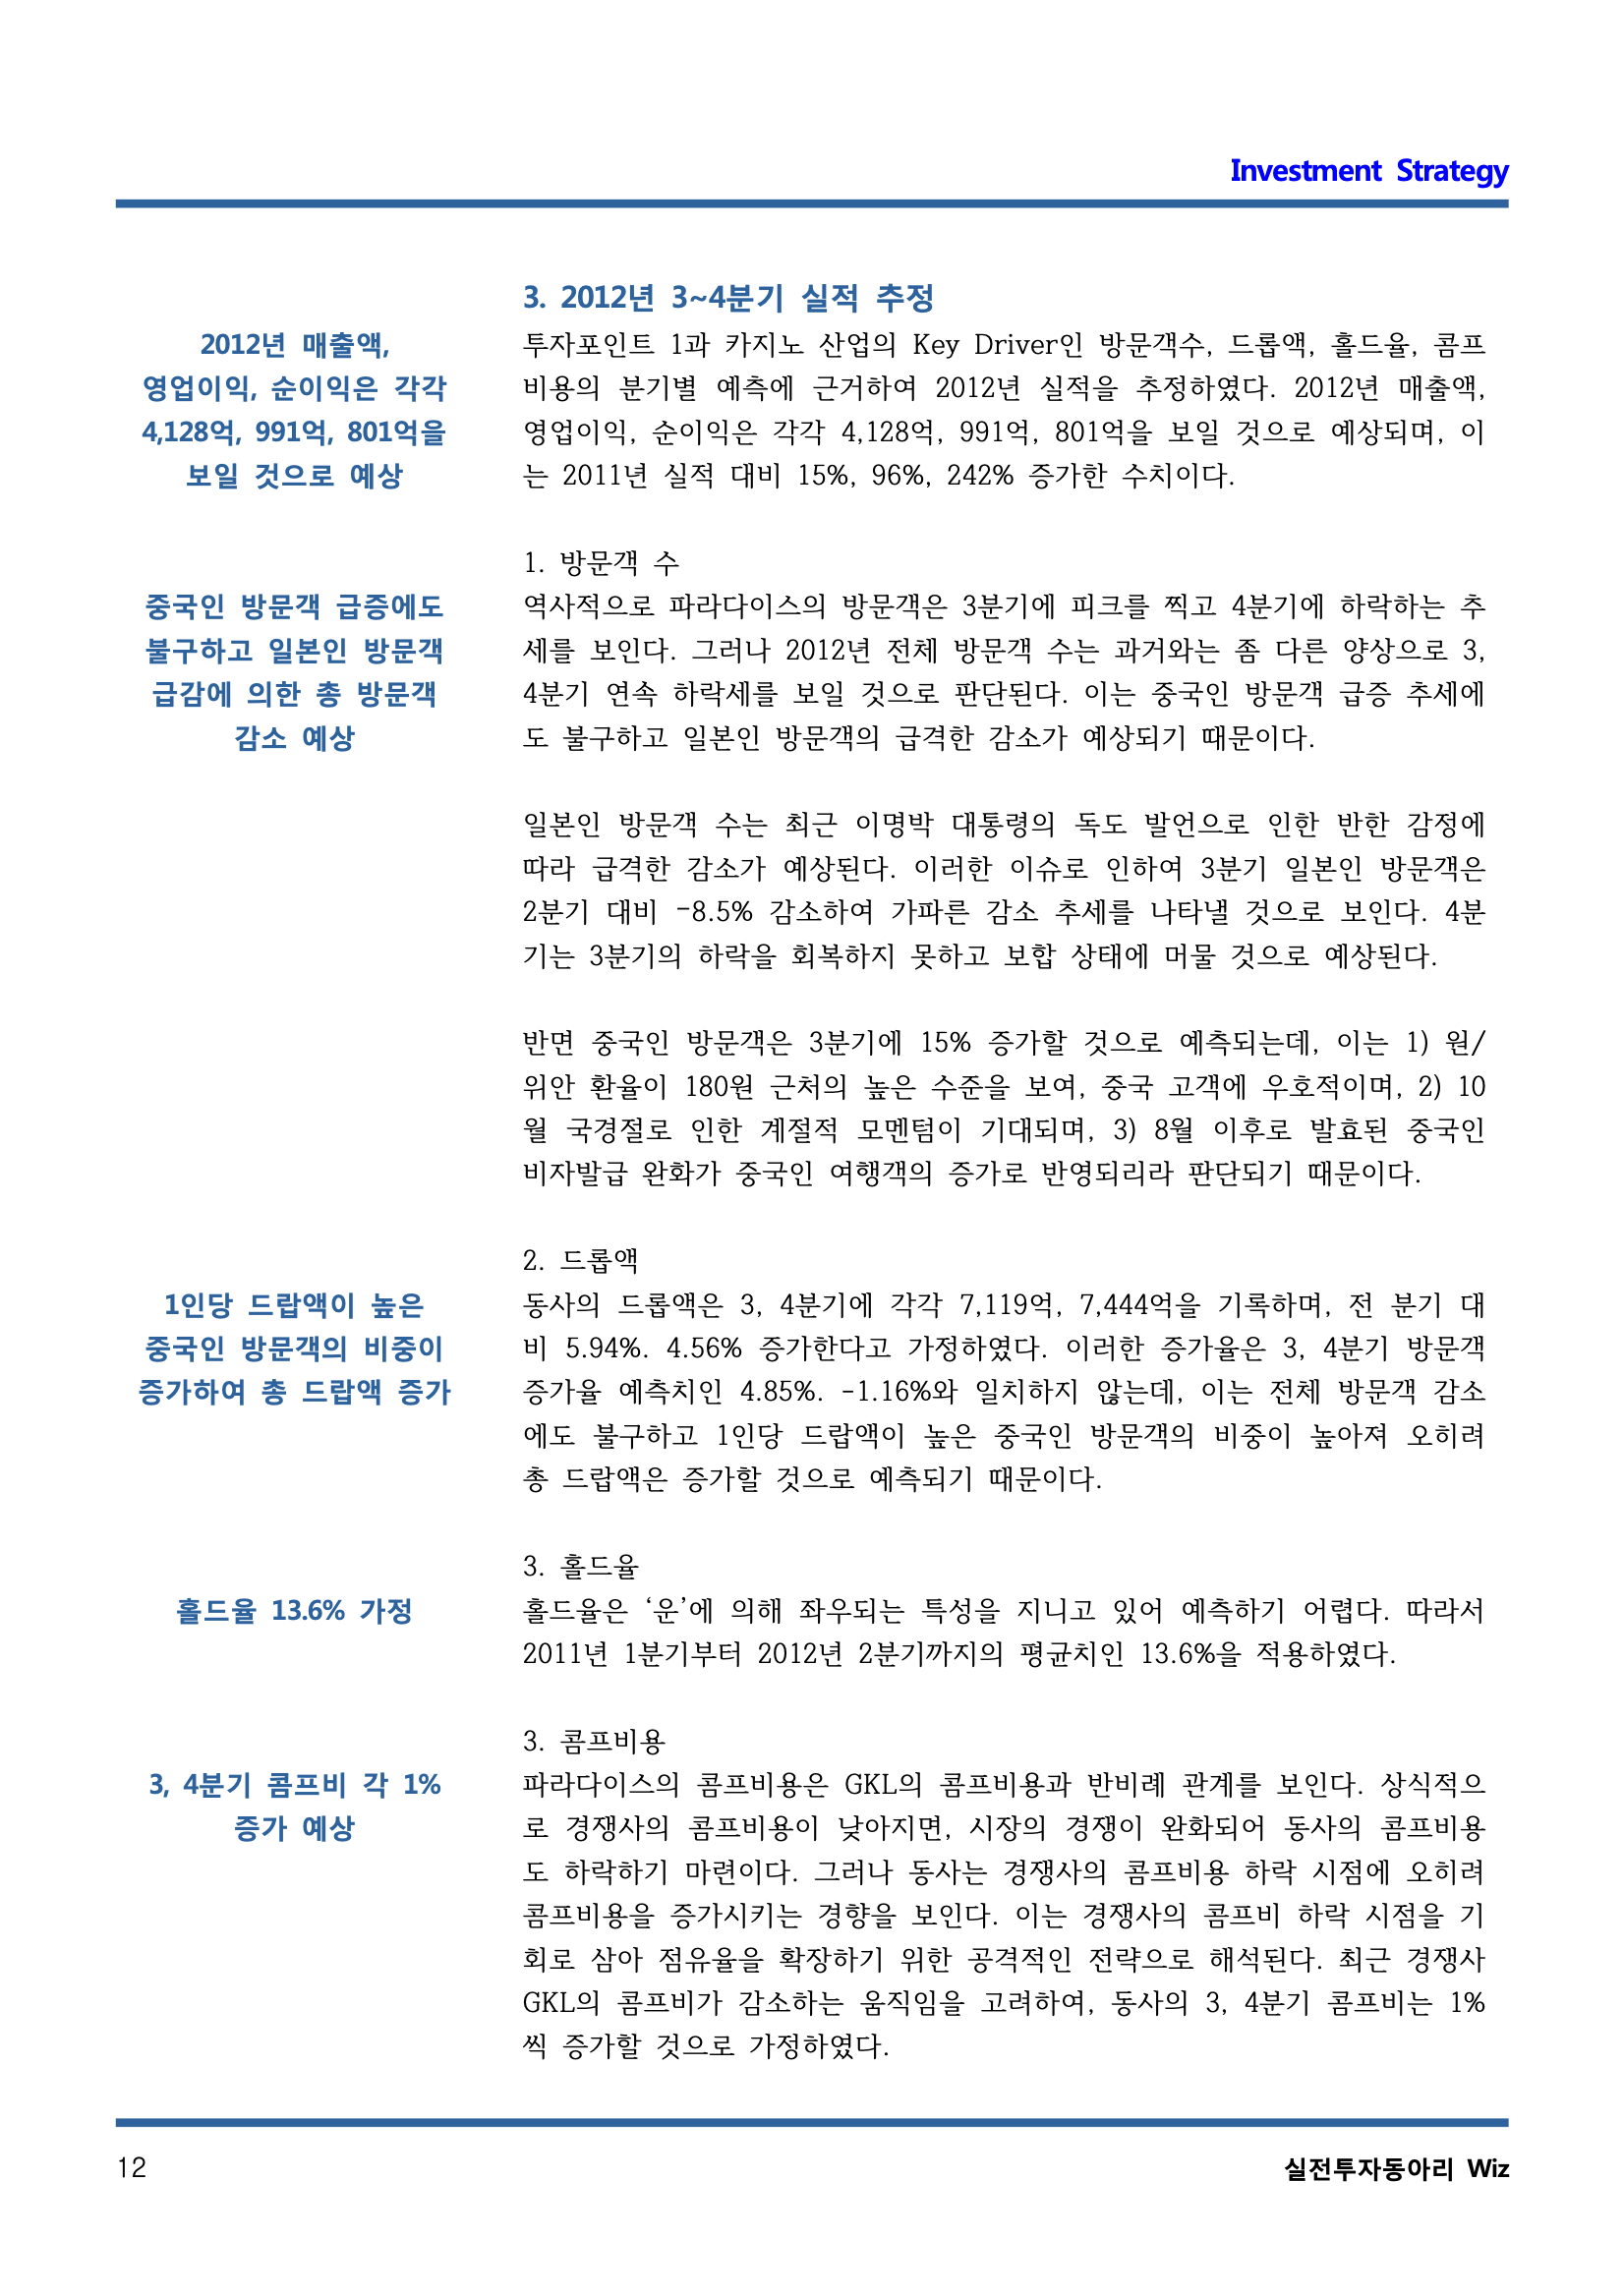 Investment Strategy
3. 2012년 3~4분기 실적 추정
2012년 매출액,
영업이익, 순이익은 각각
4,128억, 991억, 801억을
보일 것으로 예상
투자포인트 1과 카지노 산업의 Key Driver인 방문객수, 드롭액, 홀드율, 콤프
비용의 분기별 예측에 근거하여 2012년 실적을 추정하였다. 2012년 매출액,
영업이익, 순이익은 각각 4,128억, 991억, 801억을 보일 것으로 예상되며, 이
는 2011년 실적 대비 15%, 96%, 242% 증가한 수치이다.
1. 방문객 수
중국인 방문객 급증에도
불구하고 일본인 방문객
급감에 의한 총 방문객
감소 예상
역사적으로 파라다이스의 방문객은 3분기에 피크를 찍고 4분기에 하락하는 추
세를 보인다. 그러나 2012년 전체 방문객 수는 과거와는 좀 다른 양상으로 3,
4분기 연속 하락세를 보일 것으로 판단된다. 이는 중국인 방문객 급증 추세에
도 불구하고 일본인 방문객의 급격한 감소가 예상되기 때문이다.
일본인 방문객 수는 최근 이명박 대통령의 독도 발언으로 인한 반한 감정에
따라 급격한 감소가 예상된다. 이러한 이슈로 인하여 3분기 일본인 방문객은
2분기 대비 -8.5% 감소하여 가파른 감소 추세를 나타낼 것으로 보인다. 4분
기는 3분기의 하락을 회복하지 못하고 보합 상태에 머물 것으로 예상된다.
반면 중국인 방문객은 3분기에 15% 증가할 것으로 예측되는데, 이는 1) 원/
위안 환율이 180원 근처의 높은 수준을 보여, 중국 고객에 우호적이며, 2) 10
월 국경절로 인한 계절적 모멘텀이 기대되며, 3) 8월 이후로 발효된 중국인
비자발급 완화가 중국인 여행객의 증가로 반영되리라 판단되기 때문이다.
2. 드롭액
1인당 드랍액이 높은
중국인 방문객의 비중이
증가하여 총 드랍액 증가
동사의 드롭액은 3, 4분기에 각각 7,119억, 7,444억을 기록하며, 전 분기 대
비 5.94%. 4.56% 증가한다고 가정하였다. 이러한 증가율은 3, 4분기 방문객
증가율 예측치인 4.85%. -1.16%와 일치하지 않는데, 이는 전체 방문객 감소
에도 불구하고 1인당 드랍액이 높은 중국인 방문객의 비중이 높아져 오히려
총 드랍액은 증가할 것으로 예측되기 때문이다.
3. 홀드율
홀드율 13.6% 가정
홀드율은 ‘운’에 의해 좌우되는 특성을 지니고 있어 예측하기 어렵다. 따라서
2011년 1분기부터 2012년 2분기까지의 평균치인 13.6%을 적용하였다.
3. 콤프비용
3, 4분기 콤프비 각 1%
증가 예상
파라다이스의 콤프비용은 GKL의 콤프비용과 반비례 관계를 보인다. 상식적으
로 경쟁사의 콤프비용이 낮아지면, 시장의 경쟁이 완화되어 동사의 콤프비용
도 하락하기 마련이다. 그러나 동사는 경쟁사의 콤프비용 하락 시점에 오히려
콤프비용을 증가시키는 경향을 보인다. 이는 경쟁사의 콤프비 하락 시점을 기
회로 삼아 점유율을 확장하기 위한 공격적인 전략으로 해석된다. 최근 경쟁사
GKL의 콤프비가 감소하는 움직임을 고려하여, 동사의 3, 4분기 콤프비는 1%
씩 증가할 것으로 가정하였다.
12
실전투자동아리 Wiz